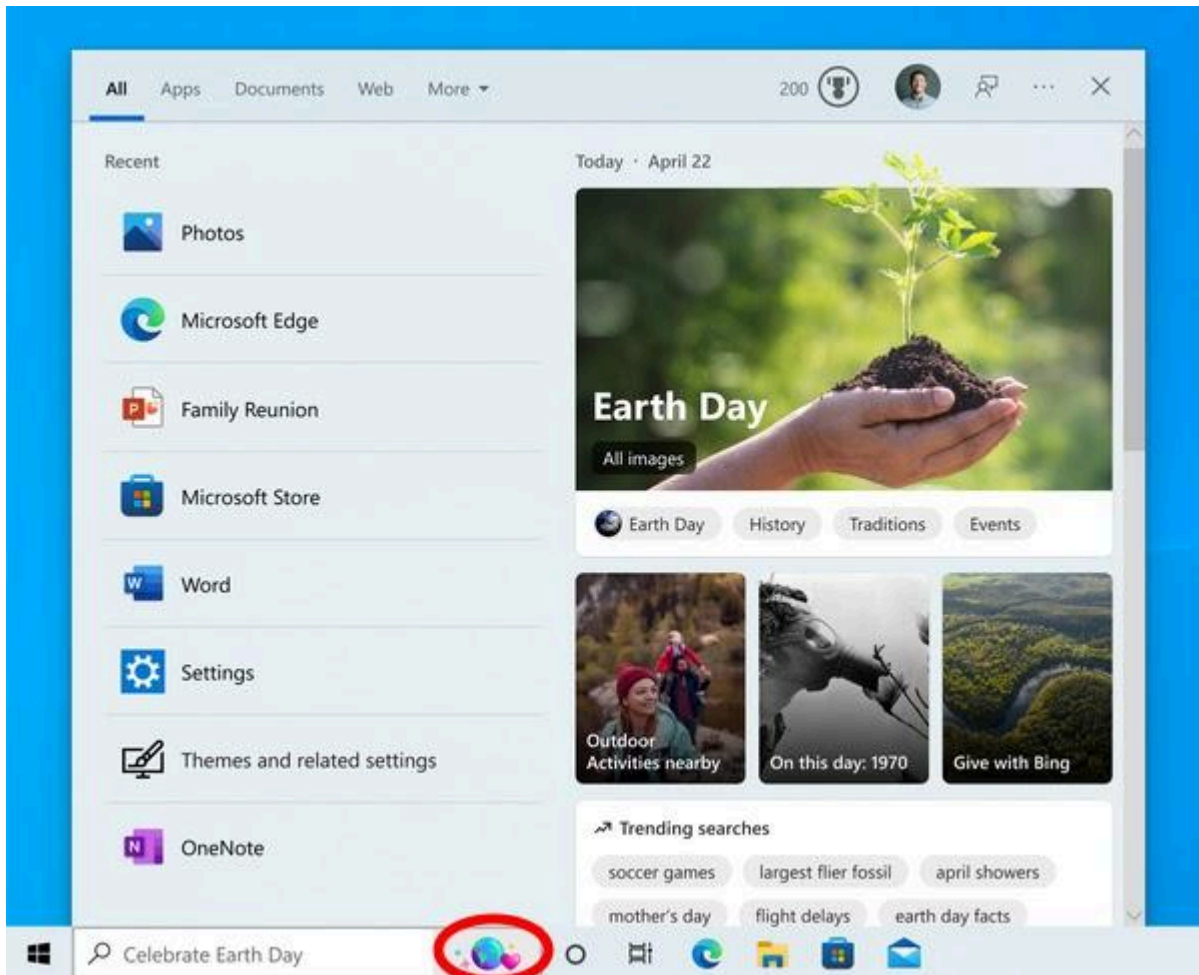 All Apps Documents Web More
200
Recent
Photos
Microsoft Edge
Family Reunion
Microsoft Store
Word
Settings
Themes and related settings
OneNote
Today · April 22
Earth Day
All images
Earth Day History Traditions Events
Outdoor
Activities nearby
On this day: 1970
Give with Bing
Trending searches
soccer games largest flier fossil april showers
mother's day flight delays earth day facts
Celebrate Earth Day